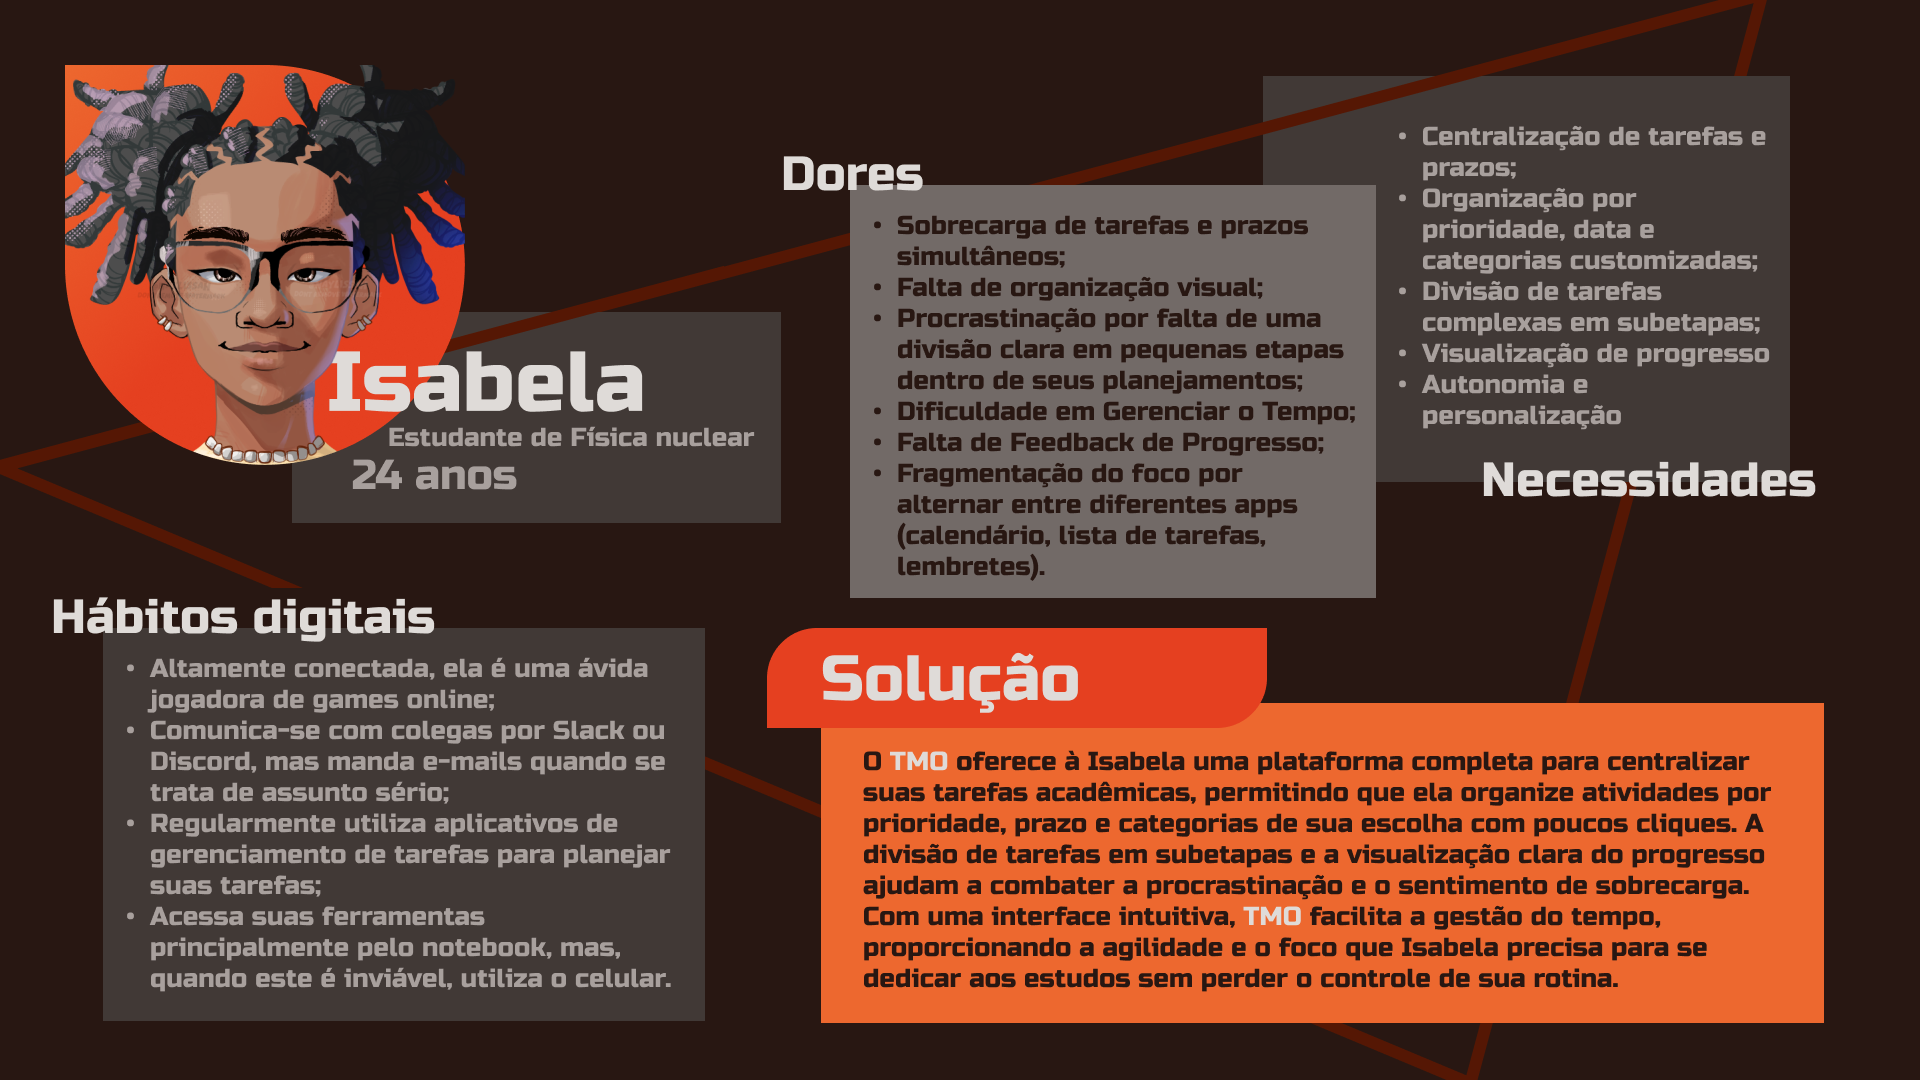 Isabela
Estudante de Física nuclear
24 anos
Dores
• Sobrecarga de tarefas e prazos
simultâneos;
• Falta de organização visual;
• Procrastinação por falta de uma
divisão clara em pequenas etapas
dentro de seus planejamentos;
• Dificuldade em Gerenciar o Tempo;
• Falta de Feedback de Progresso;
• Fragmentação do foco por
alternar entre diferentes apps
(calendário, lista de tarefas,
lembretes).
• Centralização de tarefas e
prazos;
• Organização por
prioridade, data e
categorias customizadas;
• Divisão de tarefas
complexas em subetapas;
• Visualização de progresso
• Autonomia e
personalização
Necessidades
Hábitos digitais
• Altamente conectada, ela é uma ávida
jogadora de games online;
• Comunica-se com colegas por Slack ou
Discord, mas manda e-mails quando se
trata de assunto sério;
• Regularmente utiliza aplicativos de
gerenciamento de tarefas para planejar
suas tarefas;
• Acessa suas ferramentas
principalmente pelo notebook, mas,
quando este é inviável, utiliza o celular.
Solução
O TMO oferece à Isabela uma plataforma completa para centralizar
suas tarefas acadêmicas, permitindo que ela organize atividades por
prioridade, prazo e categorias de sua escolha com poucos cliques. A
divisão de tarefas em subetapas e a visualização clara do progresso
ajudam a combater a procrastinação e o sentimento de sobrecarga.
Com uma interface intuitiva, TMO facilita a gestão do tempo,
proporcionando a agilidade e o foco que Isabela precisa para se
dedicar aos estudos sem perder o controle de sua rotina.